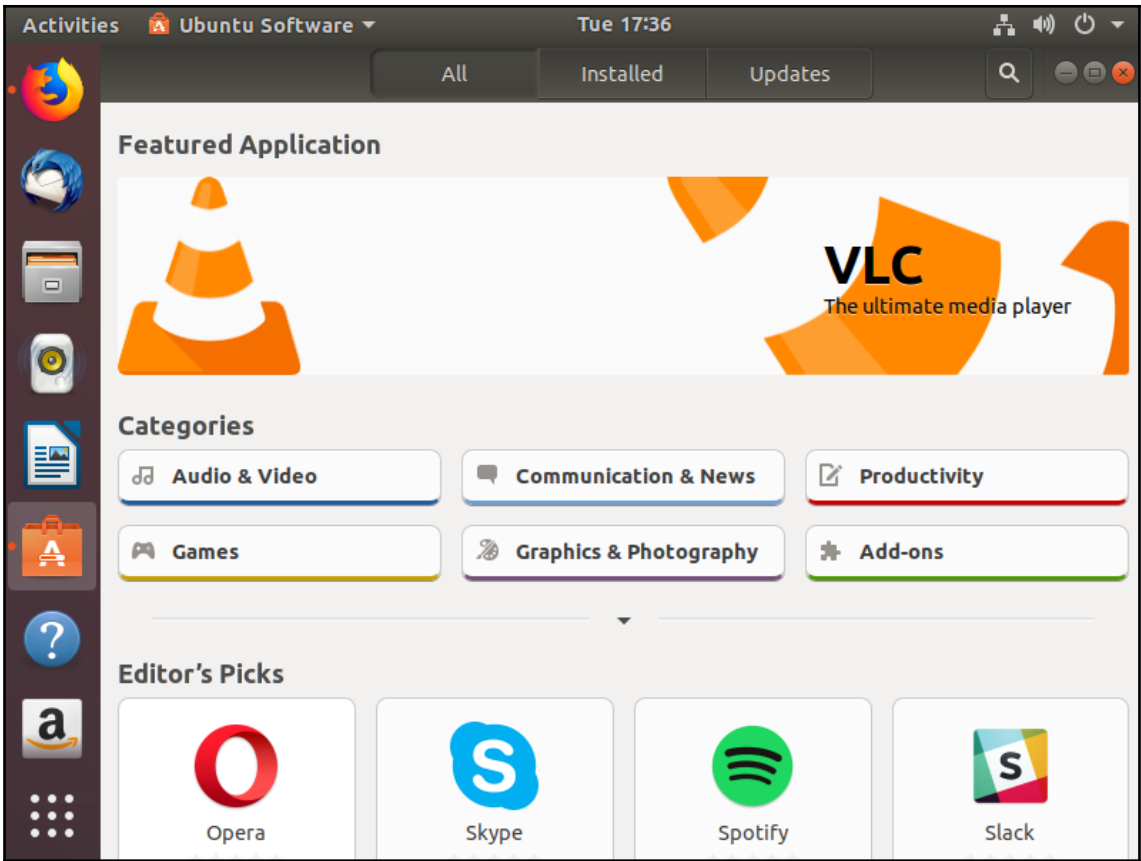 Activities Ubuntu Software Tue 17:36
All Installed Updates
Featured Application
VLC
The ultimate media player
Categories
Audio & Video Communication & News Productivity
Games Graphics & Photography Add-ons
Editor’s Picks
S S
Opera Skype Spotify Slack
A
?
a